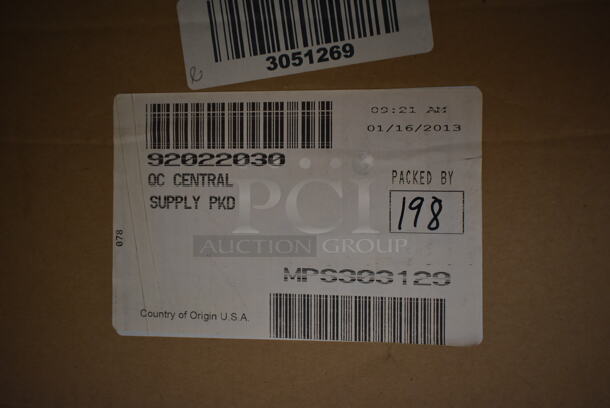 3051269
09:21 AM
01/16/2013
92022030
QC CENTRAL
SUPPLY PKD
PACKED BY
198
PCI
AUCTION GROUP
078
MPS303129
Country of Origin U.S.A.